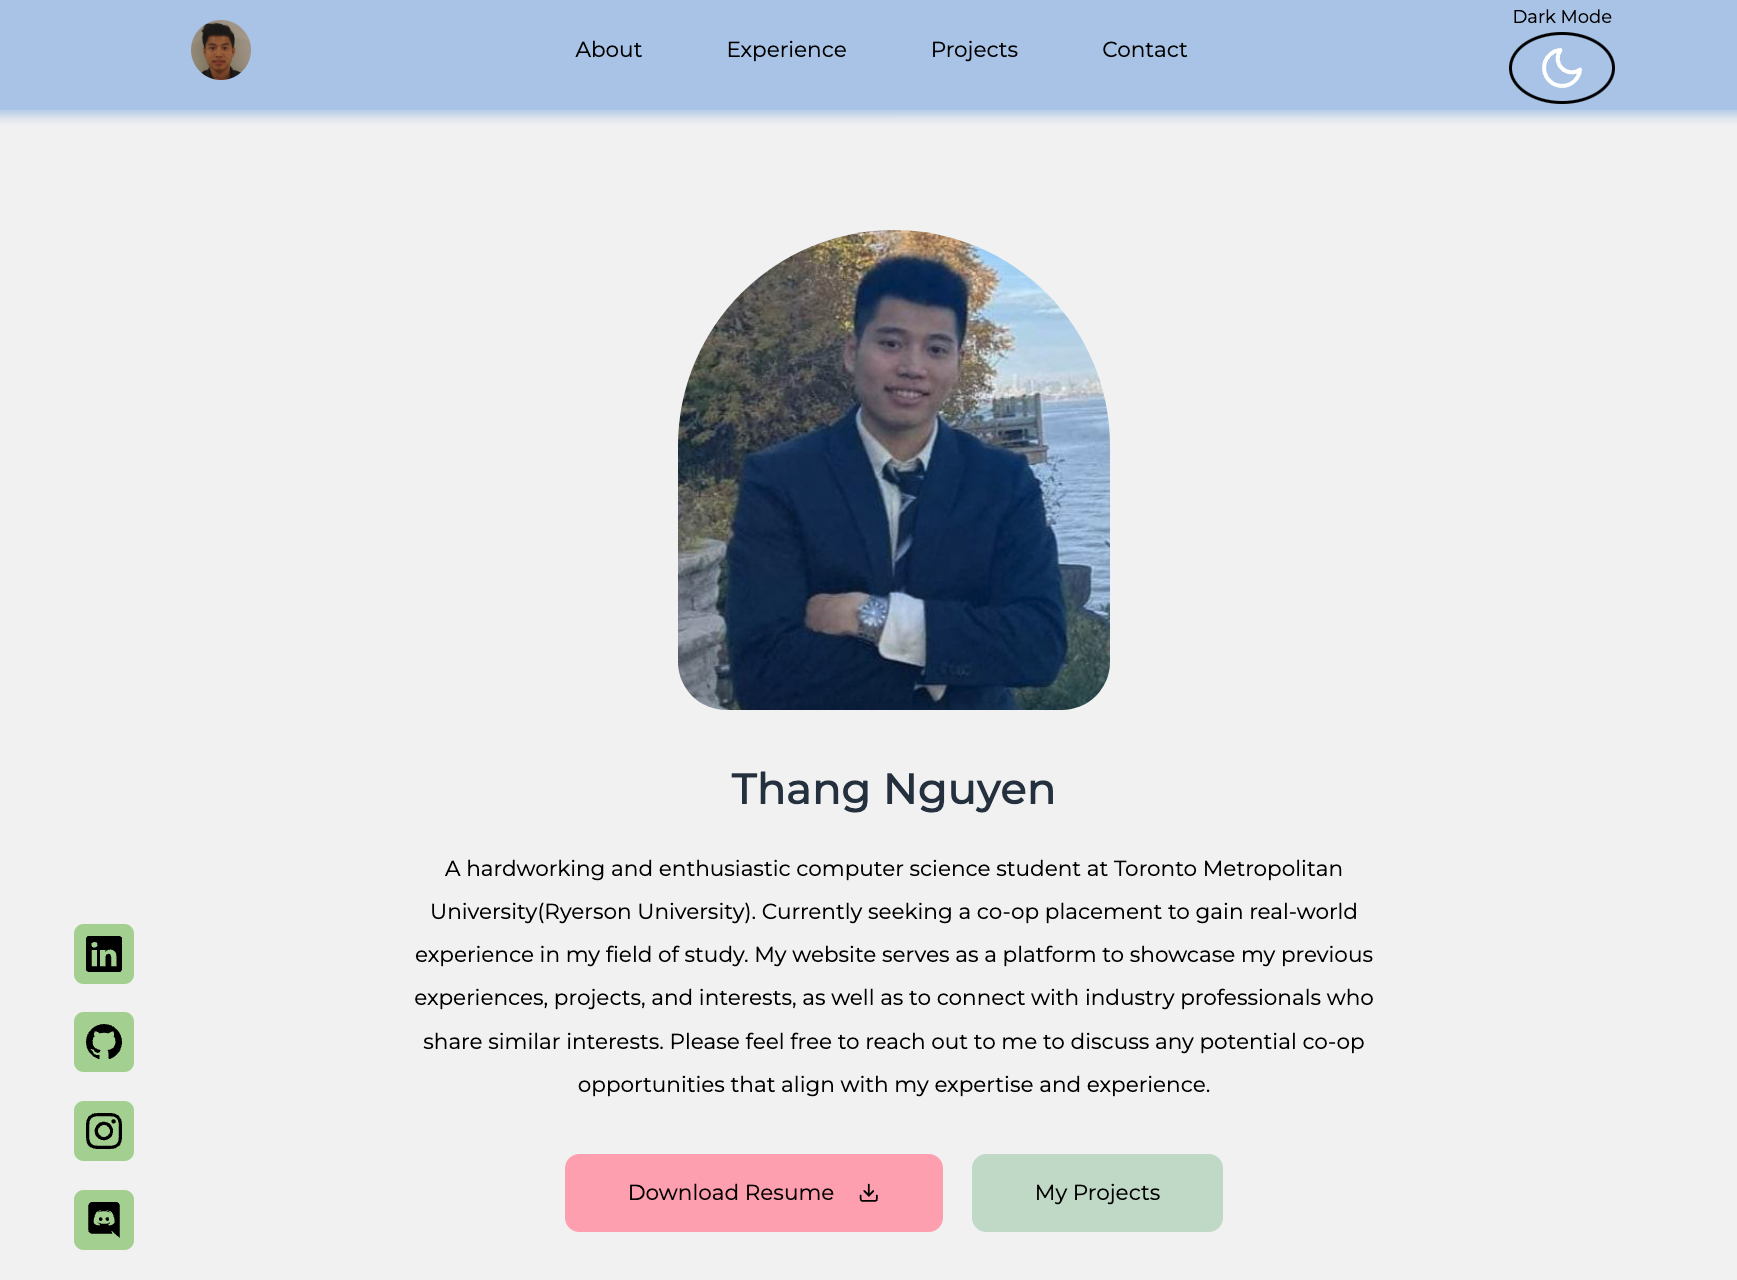 About
Experience
Projects
Contact
Dark Mode
Thang Nguyen
A hardworking and enthusiastic computer science student at Toronto Metropolitan
University(Ryerson University). Currently seeking a co-op placement to gain real-world
experience in my field of study. My website serves as a platform to showcase my previous
experiences, projects, and interests, as well as to connect with industry professionals who
share similar interests. Please feel free to reach out to me to discuss any potential co-op
opportunities that align with my expertise and experience.
Download Resume
My Projects